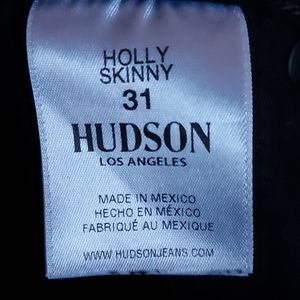 HOLLY
SKINNY
31
HUDSON
LOS ANGELES
MADE IN MEXICO
HECHO EN MÉXICO
FABRIQUÉ AU MEXIQUE
WWW.HUDSONJEANS.COM